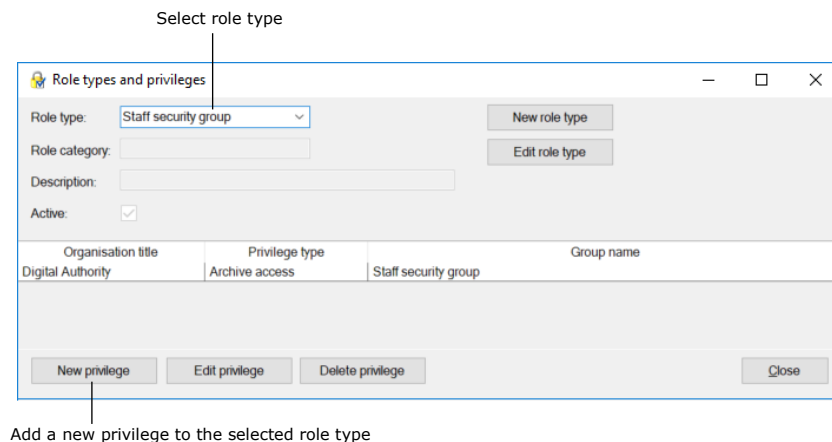 Select role type
Role types and privileges
Role type: Staff security group New role type
Role category: Edit role type
Description:
Active:
Organisation title Privilege type Group name
Digital Authority Archive access Staff security group
New privilege Edit privilege Delete privilege Close
Add a new privilege to the selected role type